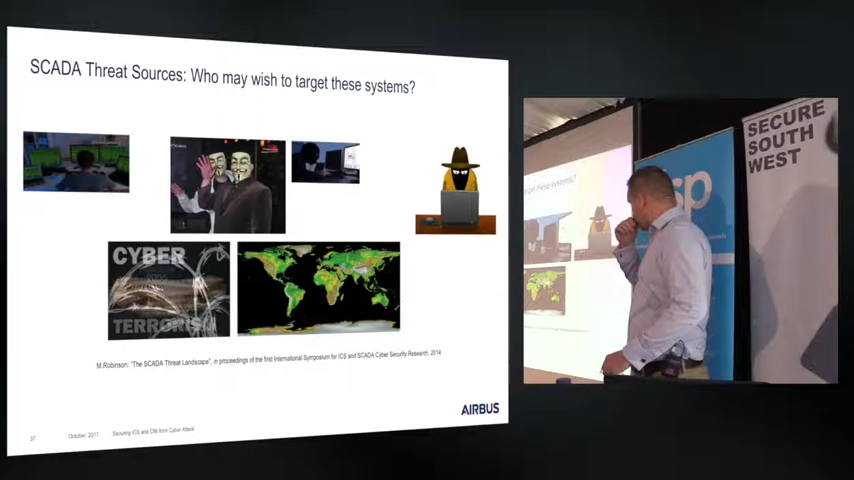 SCADA Threat Sources: Who may wish to target these systems?
CYBER
TERRORISM
M.Robinson: "The SCADA Threat Landscape", in proceedings of the first International Symposium for ICS and SCADA Cyber Security Research, 2014
AIRBUS
37
October, 2017
Securing ICS and CNI from Cyber Attack
SECURE
SOUTH
WEST
sp